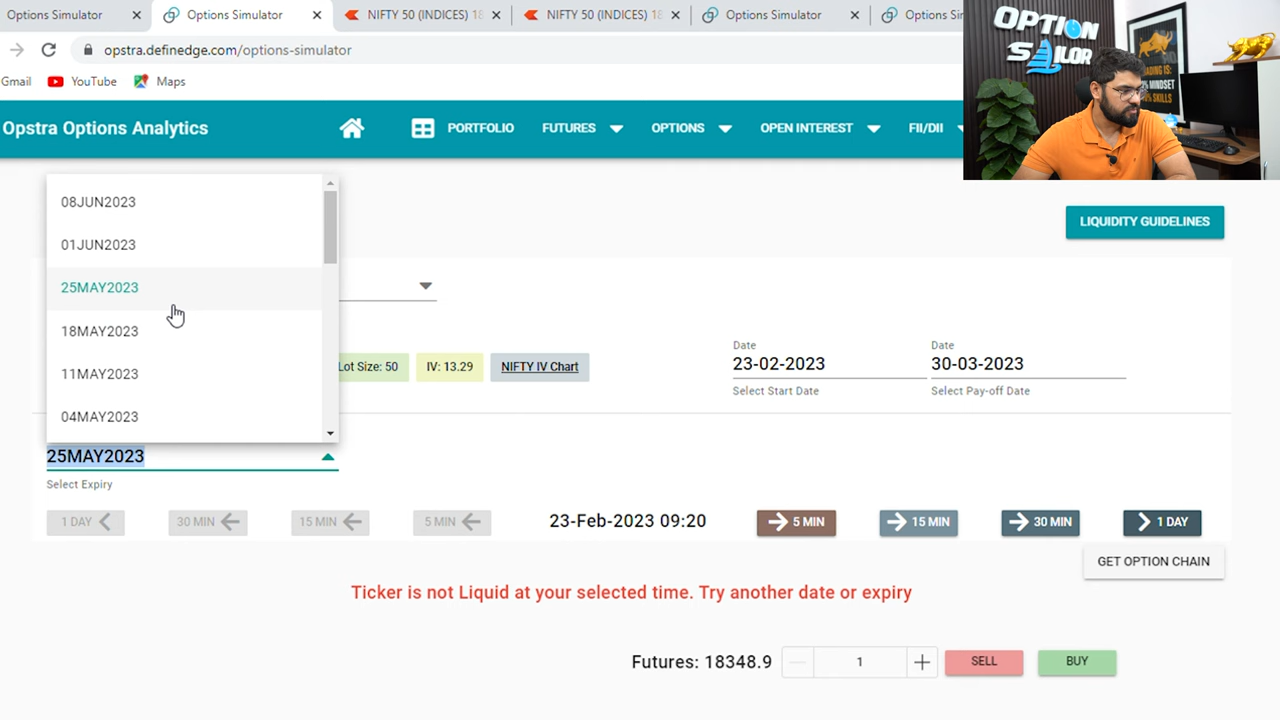 Options Simulator
Options Simulator
NIFTY 50 (INDICES) 18
NIFTY 50 (INDICES) 18
Options Simulator
Options Sim
opstra.definedge.com/options-simulator
Gmail
YouTube
Maps
OPTION
SAILOR
TRADING IS:
% MINDSET
% SKILLS
Opstra Options Analytics
PORTFOLIO
FUTURES
OPTIONS
OPEN INTEREST
FII/DII
LIQUIDITY GUIDELINES
08JUN2023
01JUN2023
25MAY2023
18MAY2023
11MAY2023
04MAY2023
Lot Size: 50
IV: 13.29
NIFTY IV Chart
Date
23-02-2023
Select Start Date
Date
30-03-2023
Select Pay-off Date
25MAY2023
Select Expiry
1 DAY
30 MIN
15 MIN
5 MIN
23-Feb-2023 09:20
5 MIN
15 MIN
30 MIN
1 DAY
GET OPTION CHAIN
Ticker is not Liquid at your selected time. Try another date or expiry
Futures: 18348.9
1
SELL
BUY